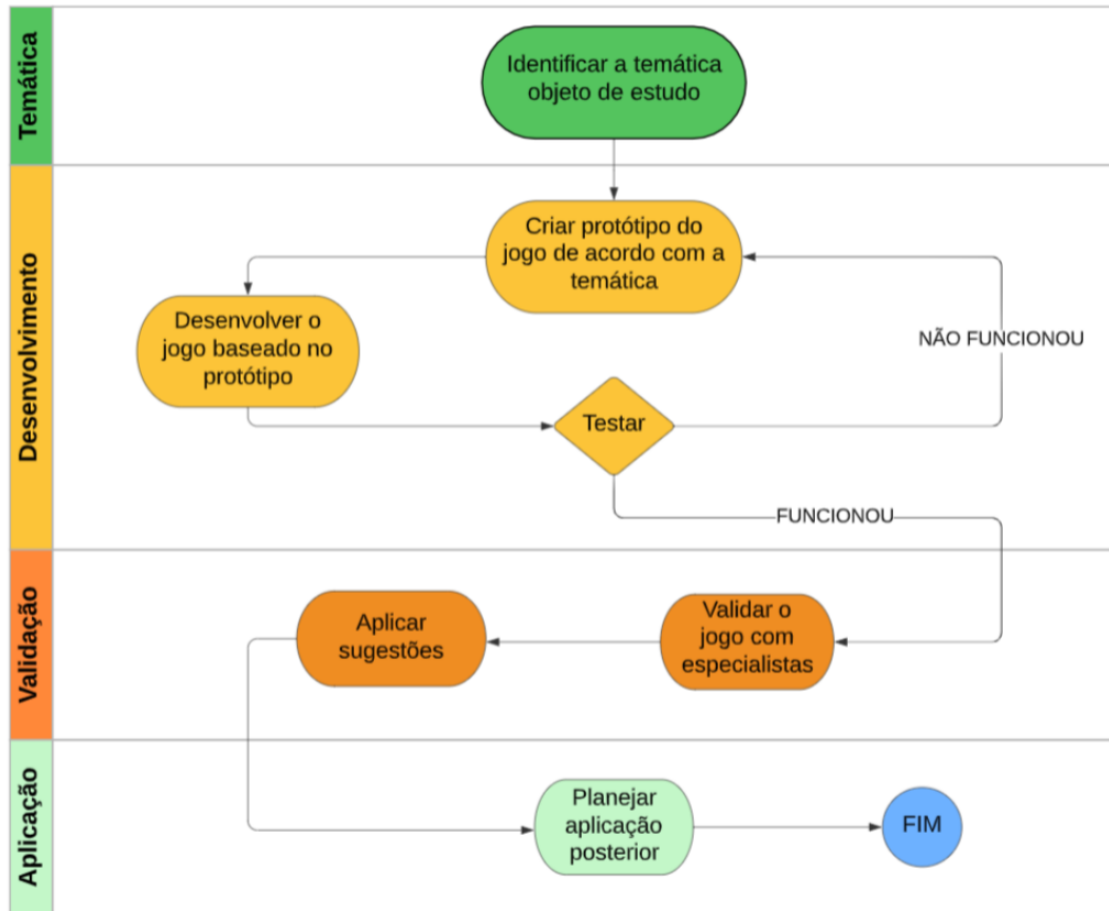 Temática
Identificar a temática
objeto de estudo
Desenvolvimento
Criar protótipo do
jogo de acordo com a
temática
Desenvolver o
jogo baseado no
protótipo
NÃO FUNCIONOU
Testar
FUNCIONOU
Validação
Aplicar
sugestões
Validar o
jogo com
especialistas
Aplicação
Planejar
aplicação
posterior
FIM